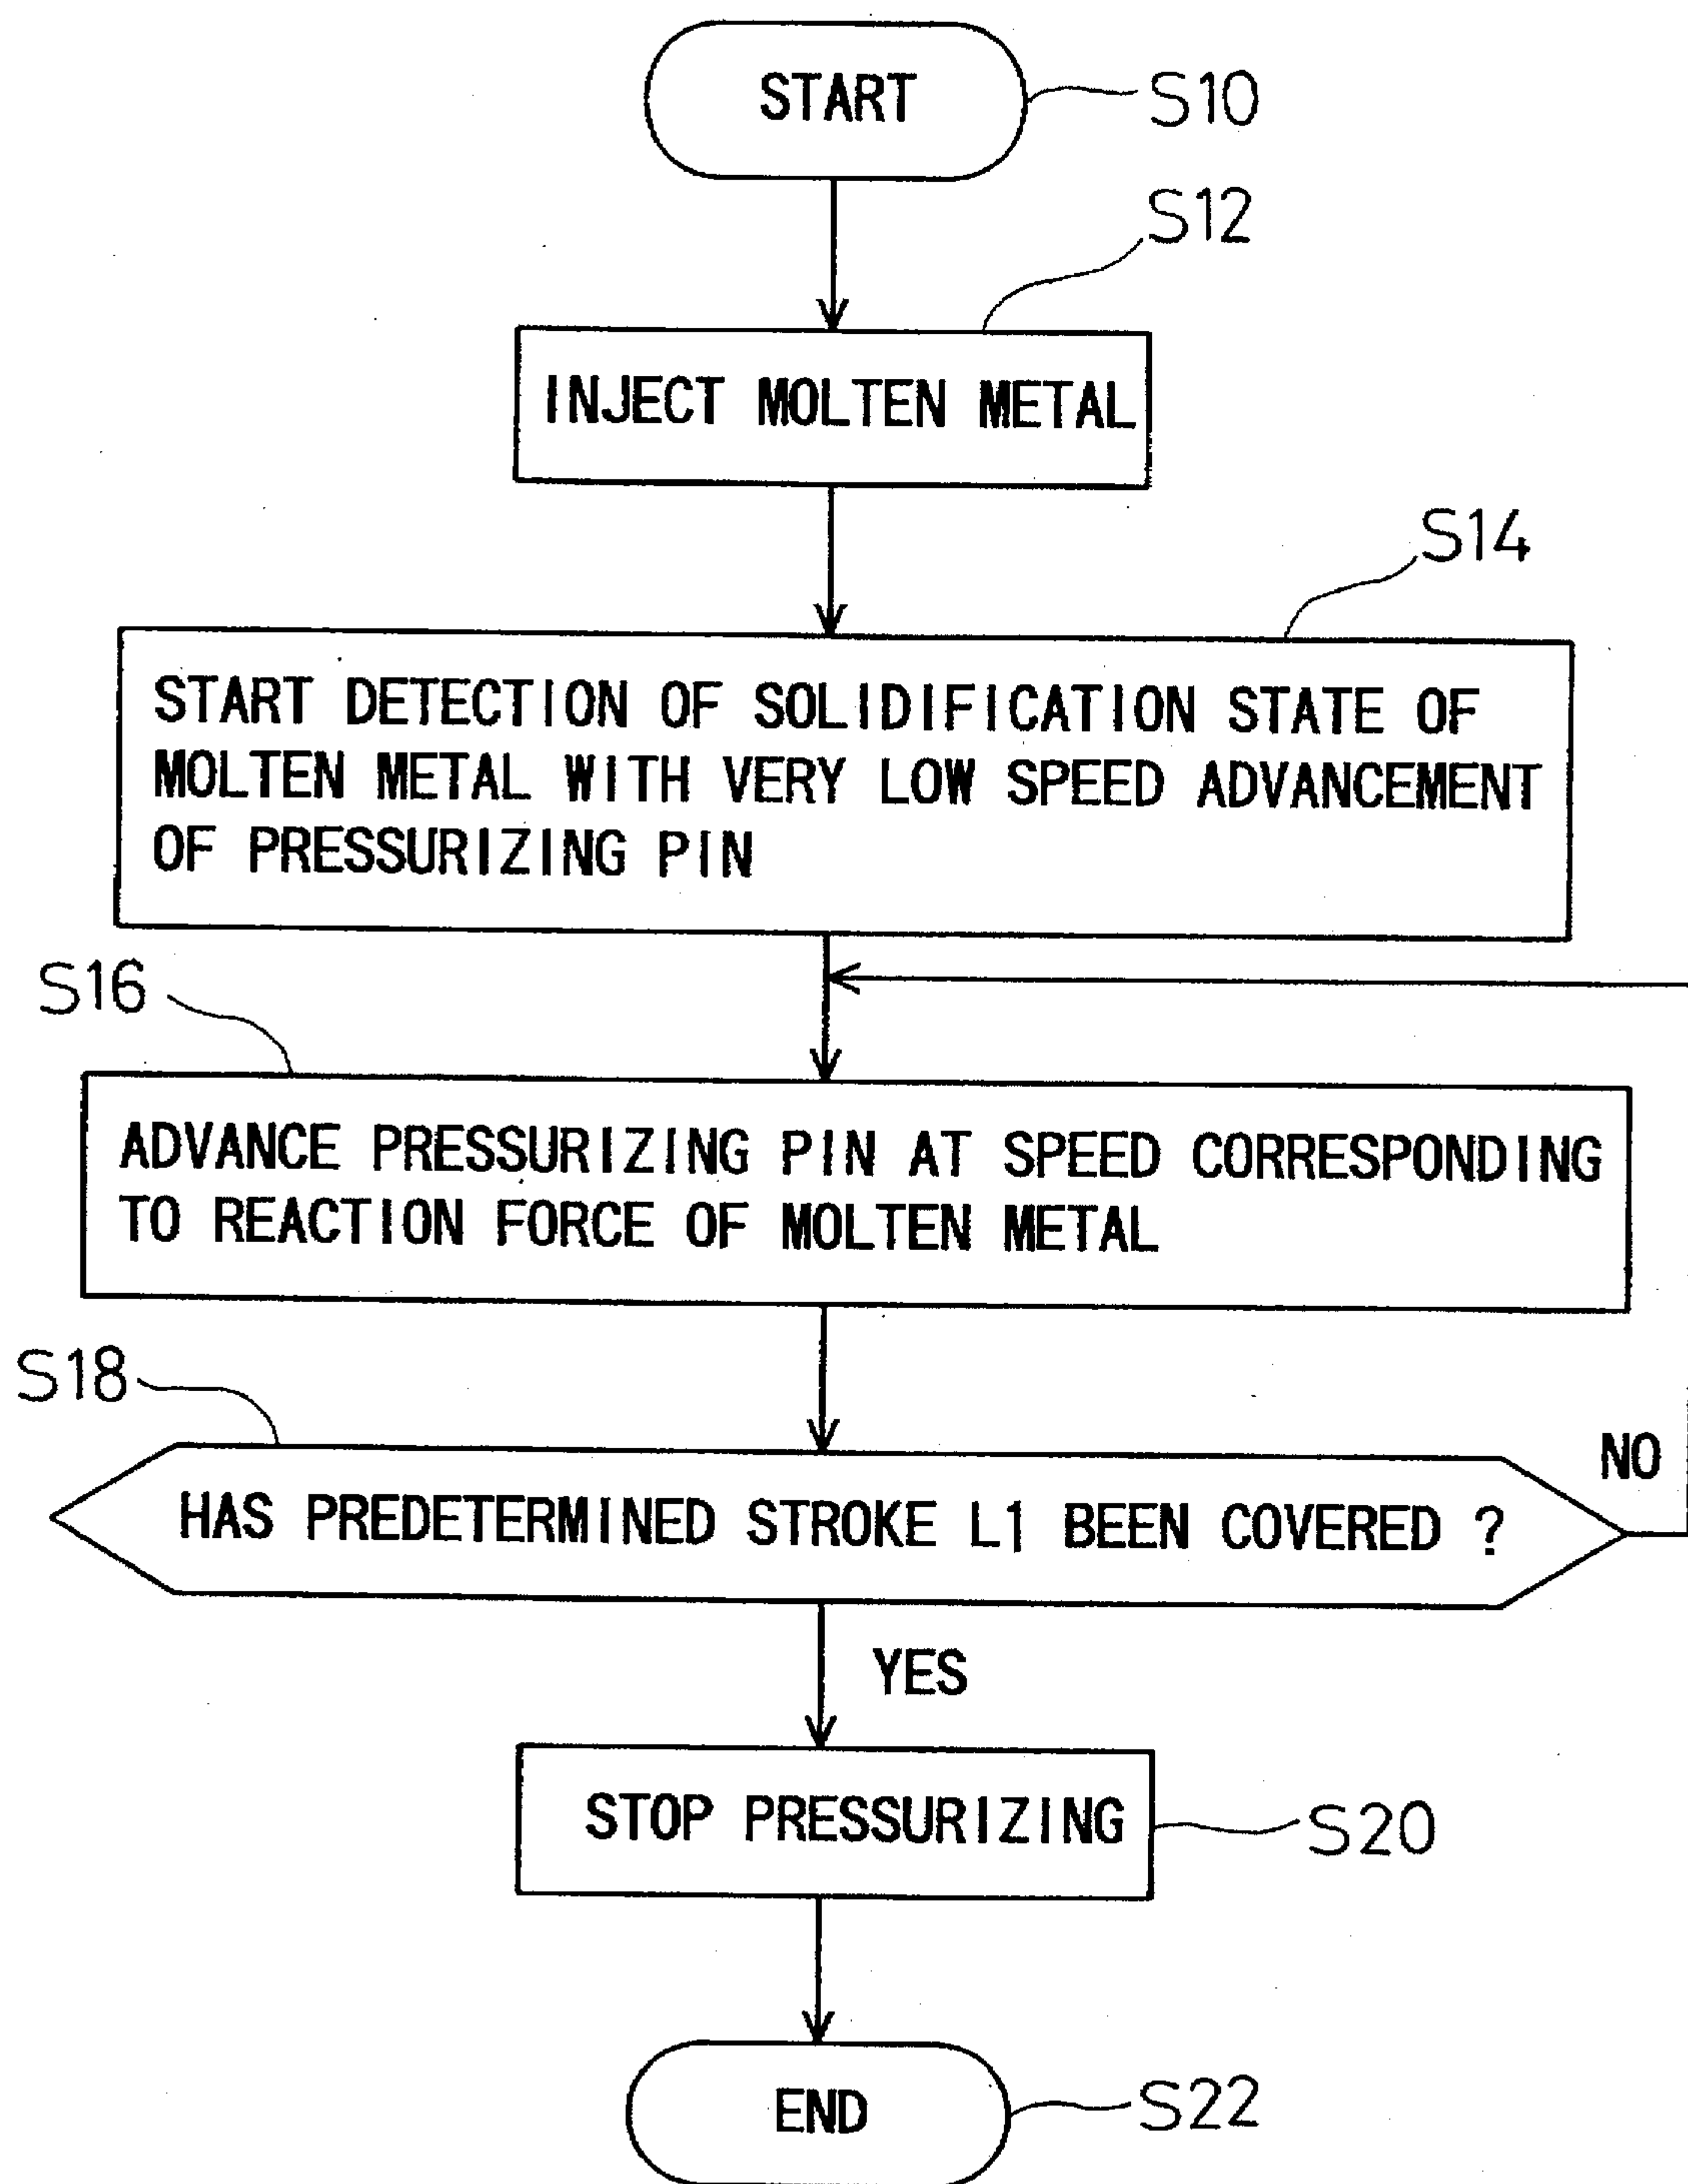 START
S10
S12
INJECT MOLTEN METAL
S14
START DETECTION OF SOLIDIFICATION STATE OF
MOLTEN METAL WITH VERY LOW SPEED ADVANCEMENT
OF PRESSURIZING PIN
S16
ADVANCE PRESSURIZING PIN AT SPEED CORRESPONDING
TO REACTION FORCE OF MOLTEN METAL
S18
NO
HAS PREDETERMINED STROKE L1 BEEN COVERED ?
YES
STOP PRESSURIZING
S20
END
S22